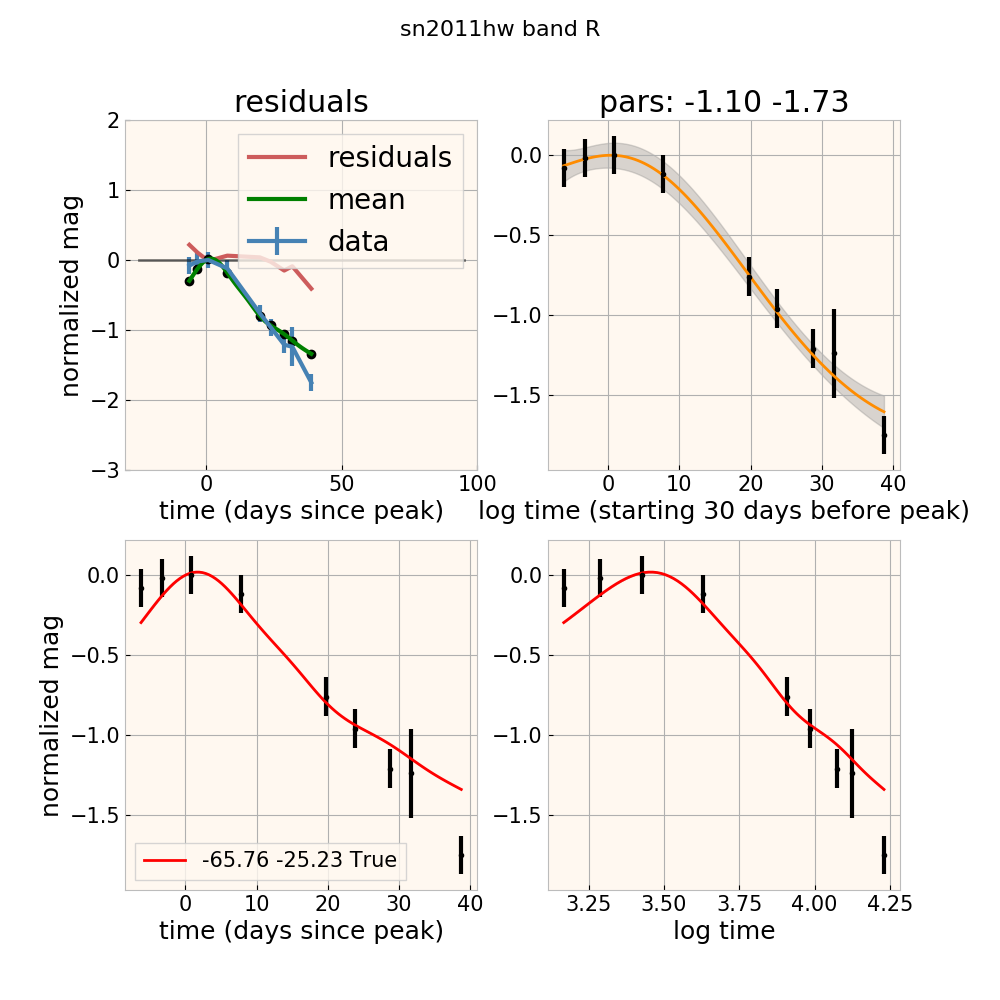 sn2011hw band R
residuals
pars: -1.10 -1.73
2
1
0
−1
−2
−3
normalized mag
residuals
mean
data
0
50
100
time (days since peak)
0.0
−0.5
−1.0
−1.5
0
10
20
30
40
log time (starting 30 days before peak)
0.0
−0.5
−1.0
−1.5
normalized mag
-65.76 -25.23 True
0
10
20
30
40
time (days since peak)
0.0
−0.5
−1.0
−1.5
3.25
3.50
3.75
4.00
4.25
log time